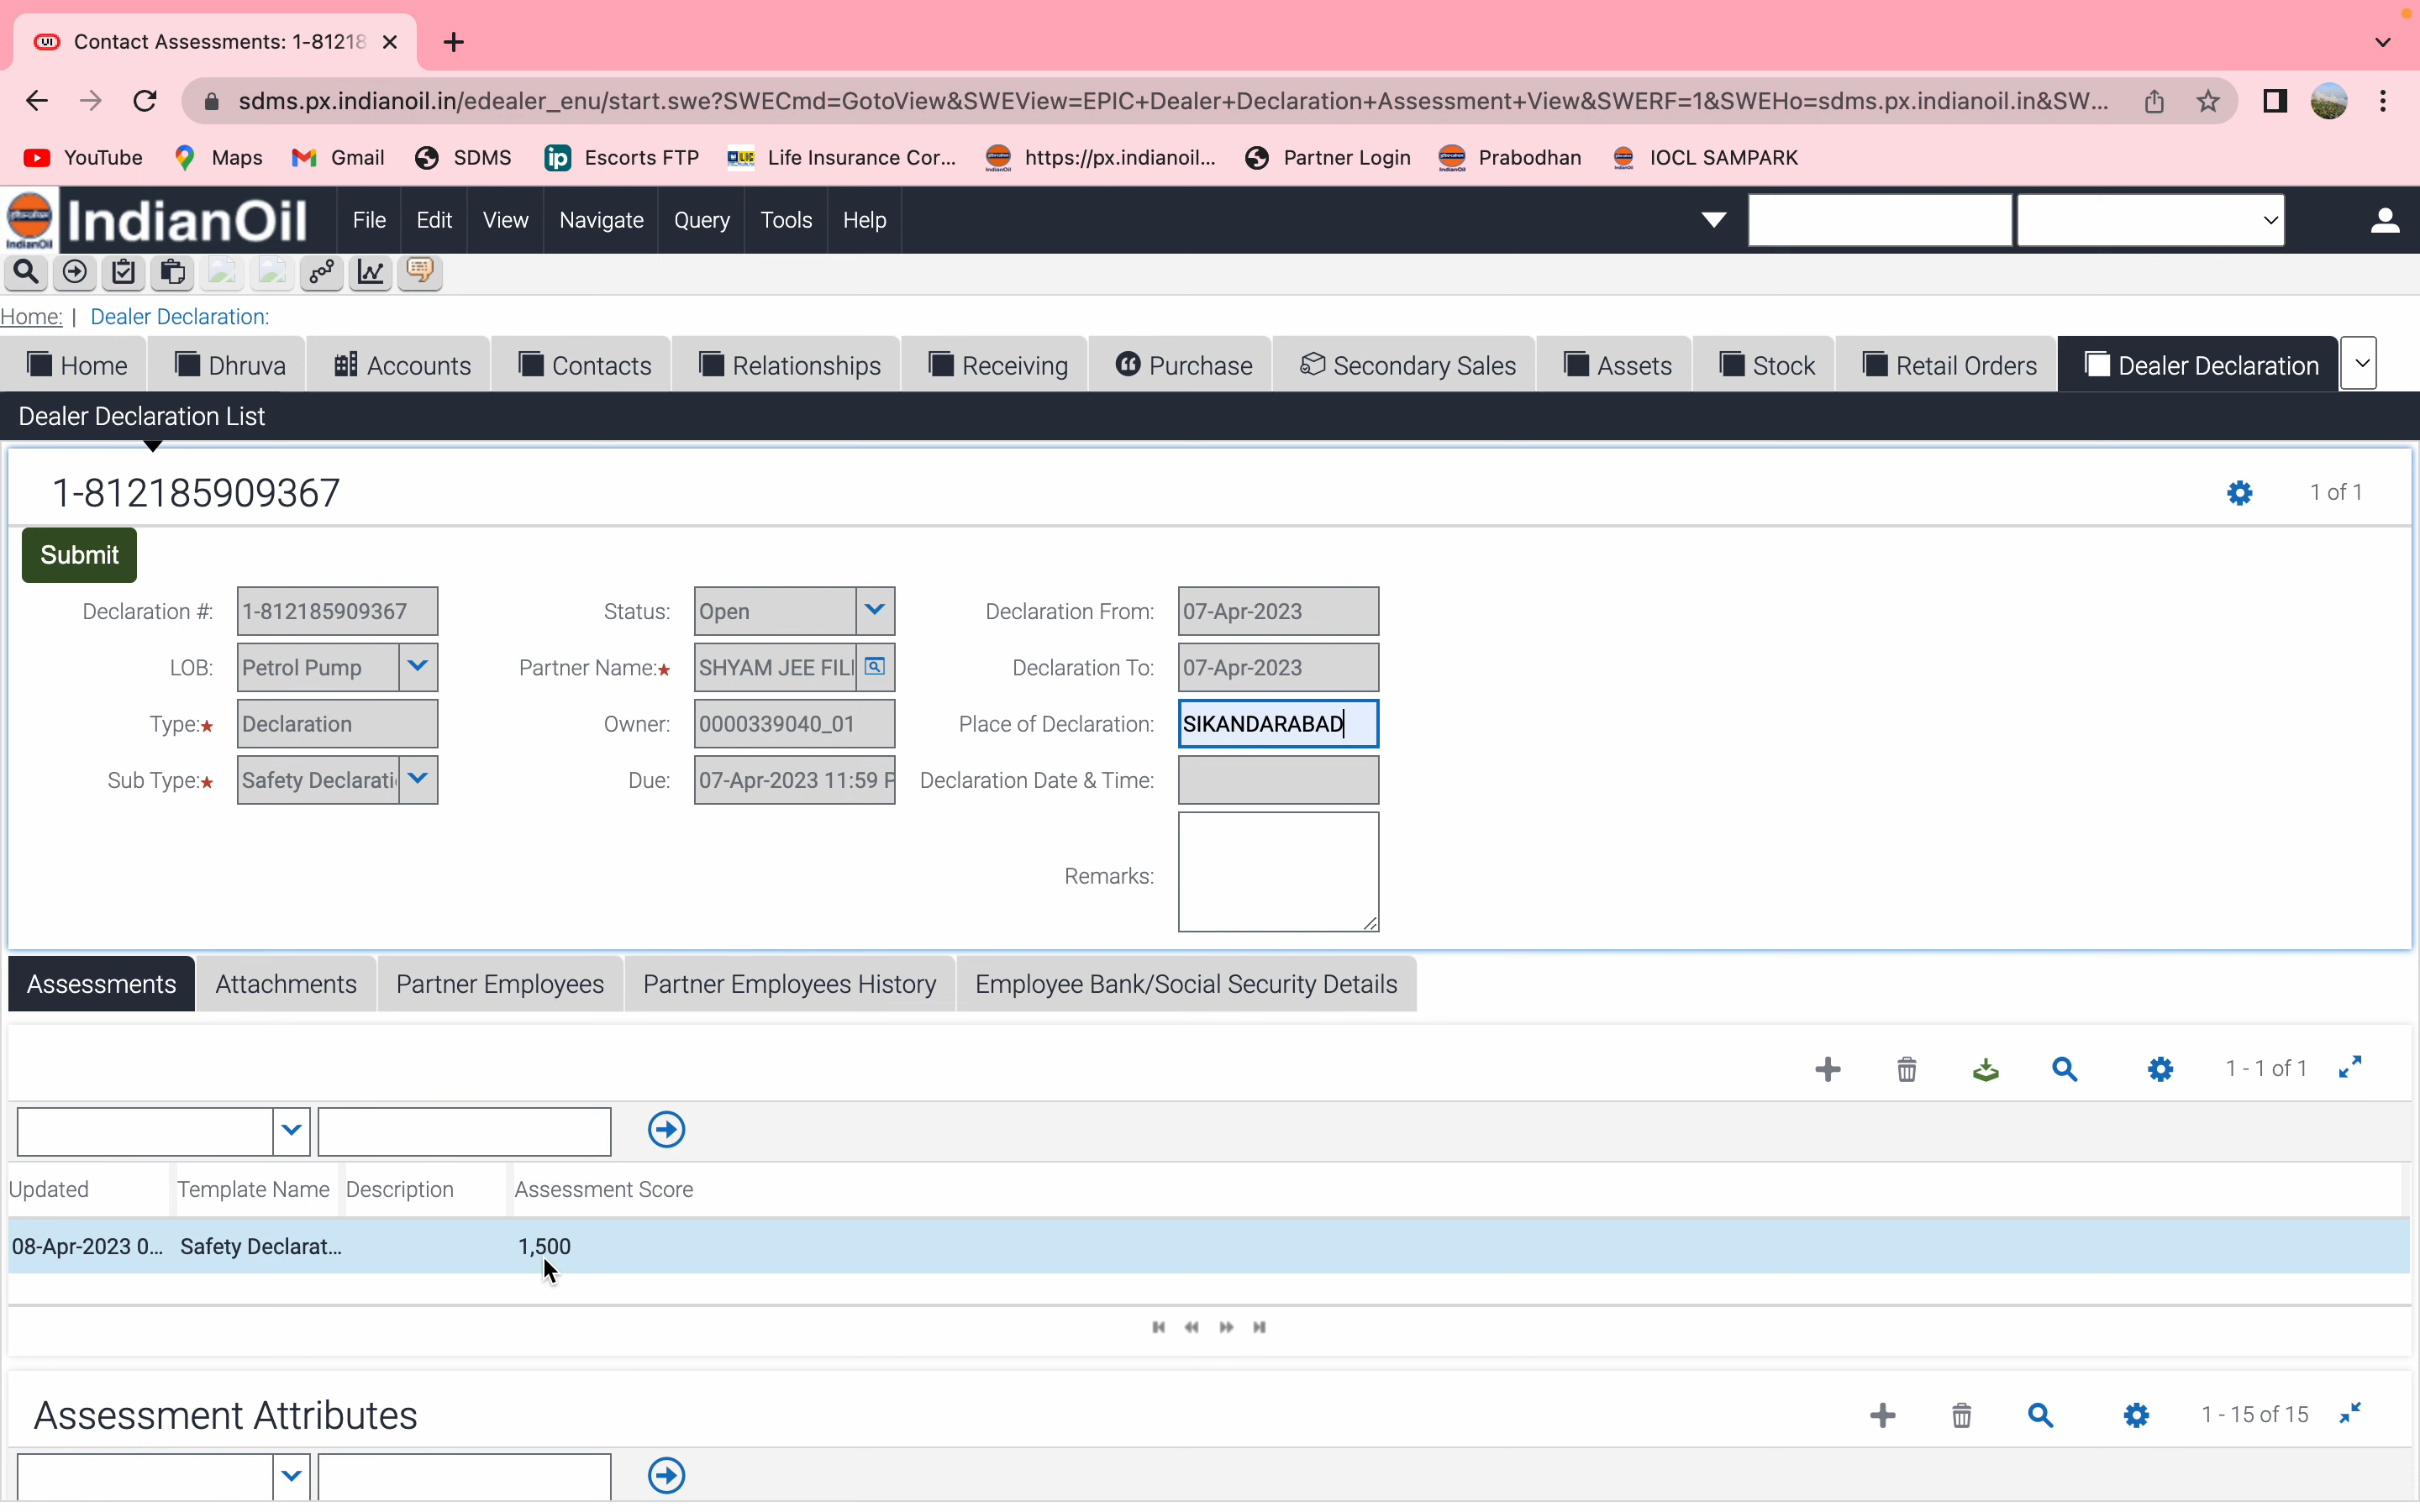 Contact Assessments: 1-81218
sdms.px.indianoil.in/edealer_enu/start.swe?SWECmd=GotoView&SWEView=EPIC+Dealer+Declaration+Assessment+View&SWERF=1&SWEHo=sdms.px.indianoil.in&SW...
YouTube Maps Gmail SDMS Escorts FTP Life Insurance Cor... https://px.indianoil... Partner Login Prabodhan IOCL SAMPARK
IndianOil File Edit View Navigate Query Tools Help
Home: | Dealer Declaration:
Home Dhruva Accounts Contacts Relationships Receiving Purchase Secondary Sales Assets Stock Retail Orders Dealer Declaration
Dealer Declaration List
1-812185909367 1 of 1
Submit
Declaration #: 1-812185909367 Status: Open Declaration From: 07-Apr-2023
LOB: Petrol Pump Partner Name:★ SHYAM JEE FILI Declaration To: 07-Apr-2023
Type:★ Declaration Owner: 0000339040_01 Place of Declaration: SIKANDARABAD
Sub Type:★ Safety Declarati Due: 07-Apr-2023 11:59 P Declaration Date & Time:
Remarks:
Assessments Attachments Partner Employees Partner Employees History Employee Bank/Social Security Details
1 - 1 of 1
Updated Template Name Description Assessment Score
08-Apr-2023 0... Safety Declarat... 1,500
Assessment Attributes 1 - 15 of 15